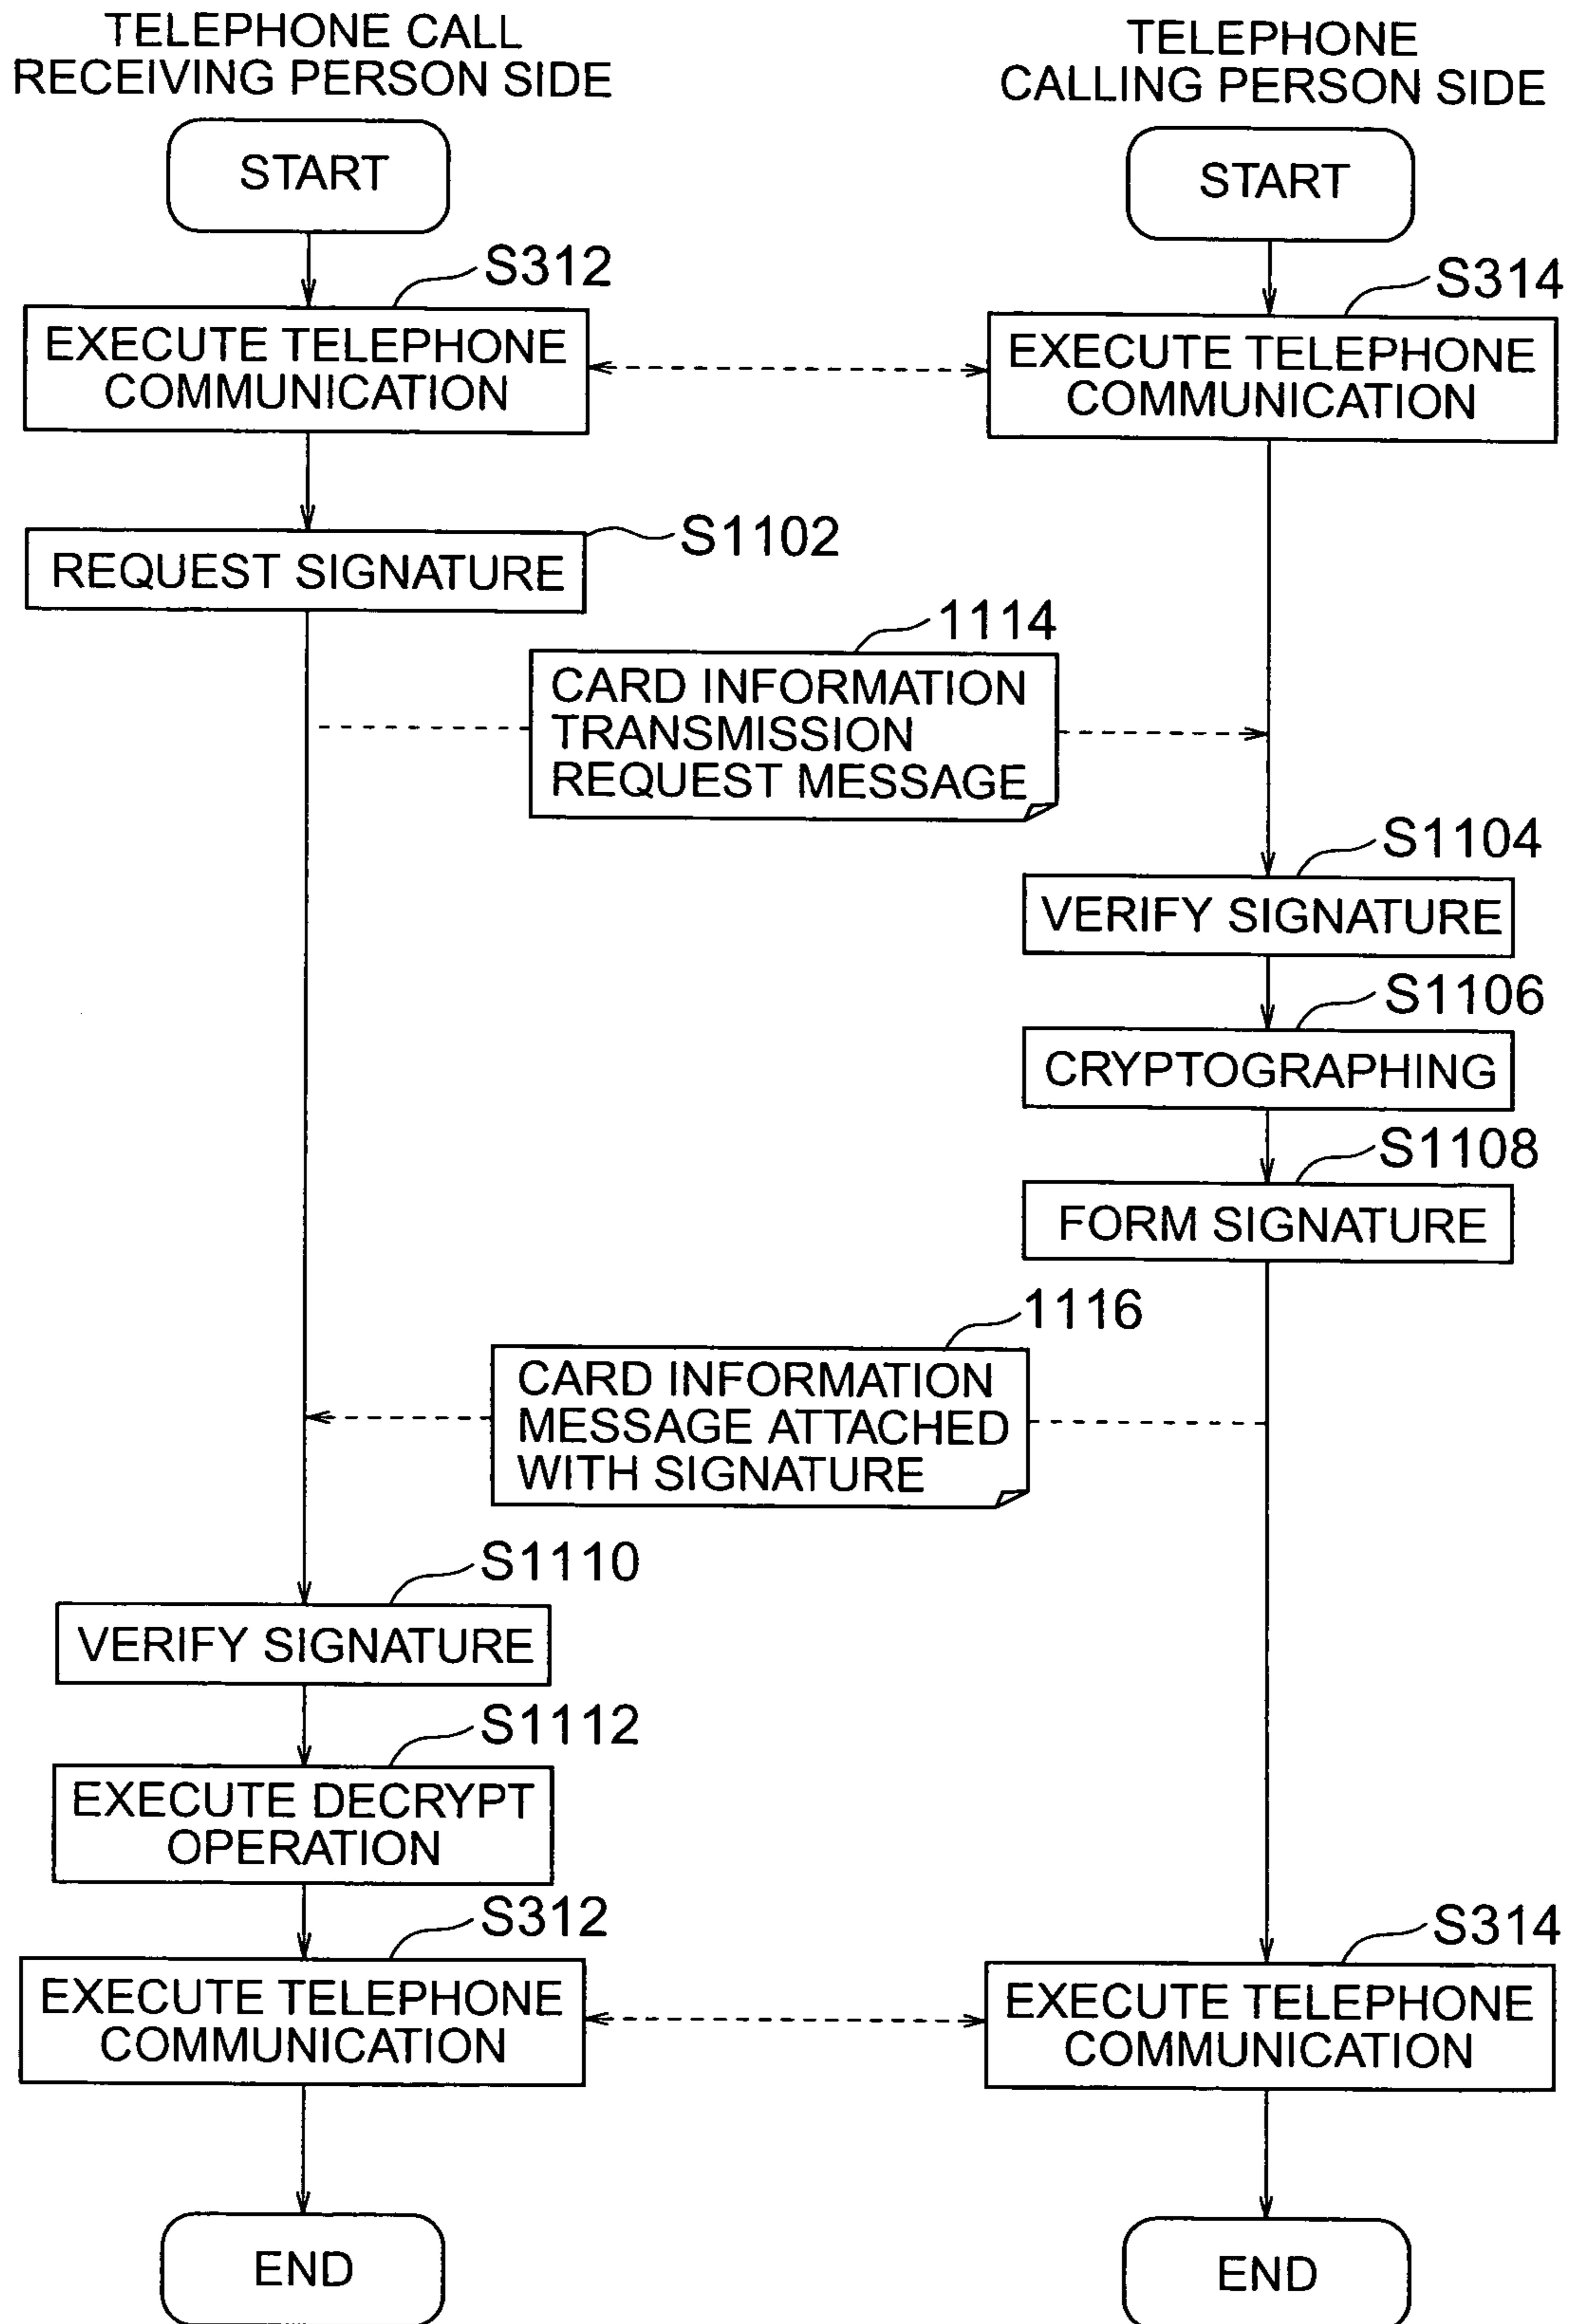 TELEPHONE CALL
RECEIVING PERSON SIDE
TELEPHONE
CALLING PERSON SIDE
START
START
S312
S314
EXECUTE TELEPHONE
COMMUNICATION
EXECUTE TELEPHONE
COMMUNICATION
S1102
REQUEST SIGNATURE
1114
CARD INFORMATION
TRANSMISSION
REQUEST MESSAGE
S1104
VERIFY SIGNATURE
S1106
CRYPTOGRAPHING
S1108
FORM SIGNATURE
1116
CARD INFORMATION
MESSAGE ATTACHED
WITH SIGNATURE
S1110
VERIFY SIGNATURE
S1112
EXECUTE DECRYPT
OPERATION
S312
S314
EXECUTE TELEPHONE
COMMUNICATION
EXECUTE TELEPHONE
COMMUNICATION
END
END